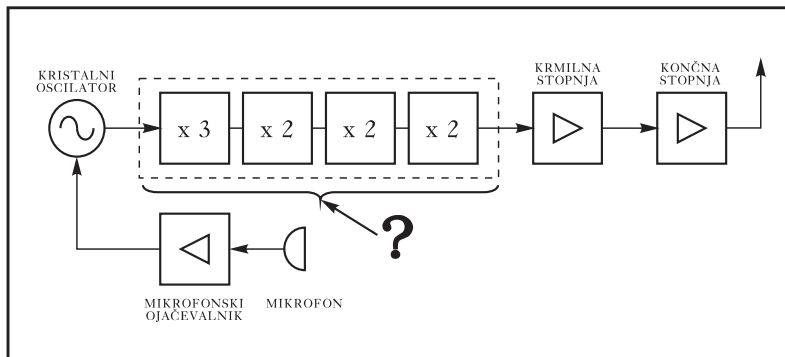 KRISTALNI
OSCILATOR
x 3
x 2
x 2
x 2
KRMILNA
STOPNJA
KONČNA
STOPNJA
?
MIKROFONSKI
OJAČEVALNIK
MIKROFON